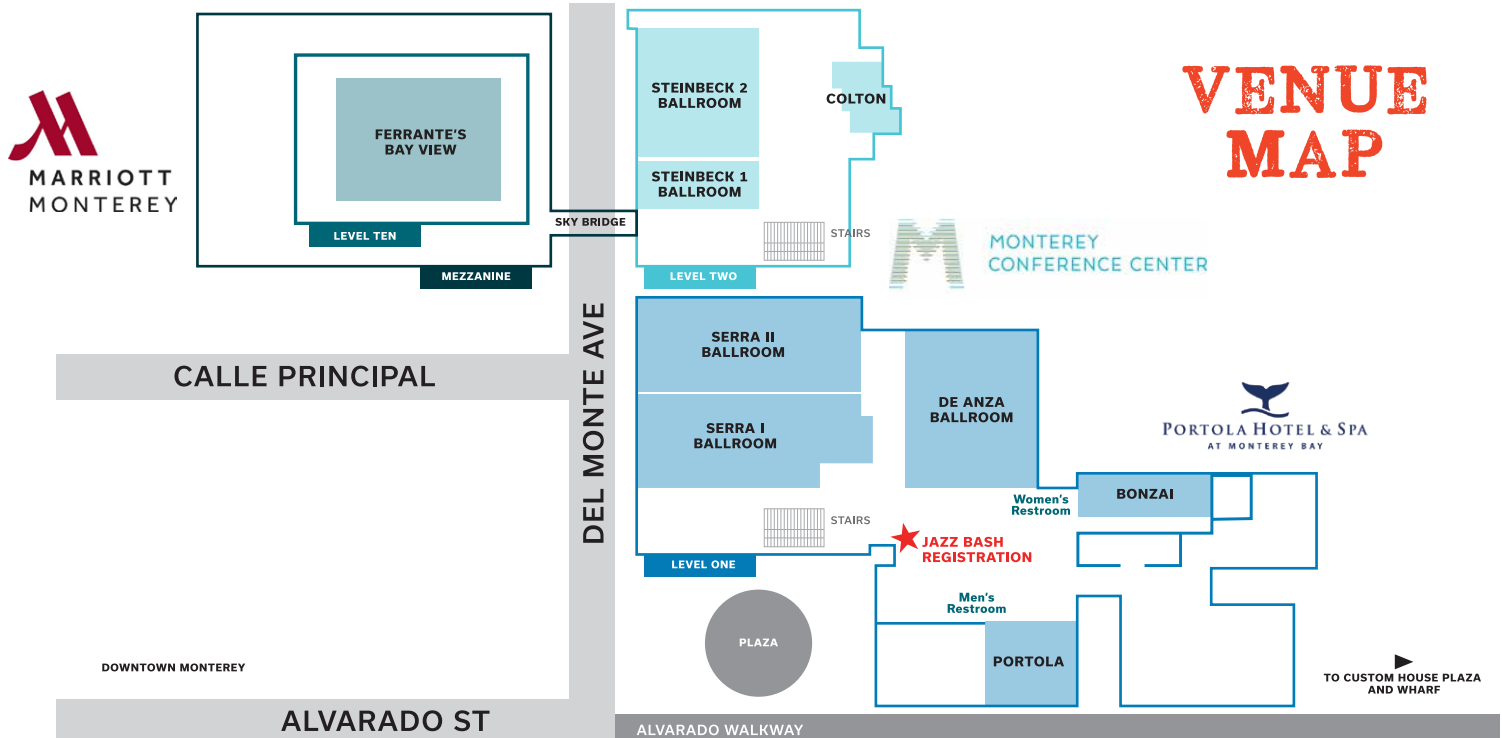 VENUE
MAP
MARRIOTT
MONTEREY
FERRANTE'S
BAY VIEW
LEVEL TEN
MEZZANINE
SKY BRIDGE
STEINBECK 2
BALLROOM
COLTON
STEINBECK 1
BALLROOM
STAIRS
LEVEL TWO
MONTEREY
CONFERENCE CENTER
CALLE PRINCIPAL
DEL MONTE AVE
SERRA II
BALLROOM
SERRA I
BALLROOM
DE ANZA
BALLROOM
PORTOLA HOTEL & SPA
AT MONTEREY BAY
BONZAI
Women's
Restroom
STAIRS
JAZZ BASH
REGISTRATION
LEVEL ONE
Men's
Restroom
PLAZA
PORTOLA
DOWNTOWN MONTEREY
TO CUSTOM HOUSE PLAZA
AND WHARF
ALVARADO ST
ALVARADO WALKWAY